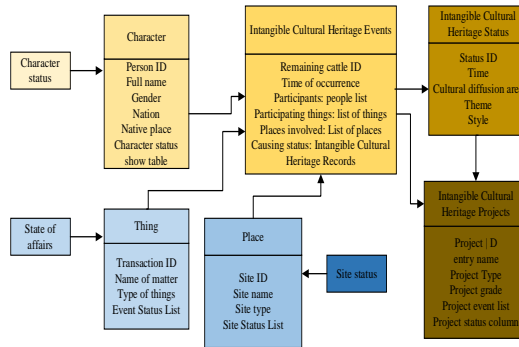 Character
status
Character
Person ID
Full name
Gender
Nation
Native place
Character status
show table
Intangible Cultural Heritage Events
Remaining cattle ID
Time of occurrence
Participants: people list
Participating things: list of things
Places involved: List of places
Causing status: Intangible Cultural
Heritage Records
Intangible Cultural
Heritage Status
Status ID
Time
Cultural diffusion are
Theme
Style
State of
affairs
Thing
Transaction ID
Name of matter
Type of things
Event Status List
Place
Site ID
Site name
Site type
Site Status List
Site status
Intangible Cultural
Heritage Projects
Project | D
entry name
Project Type
Project grade
Project event list
Project status column